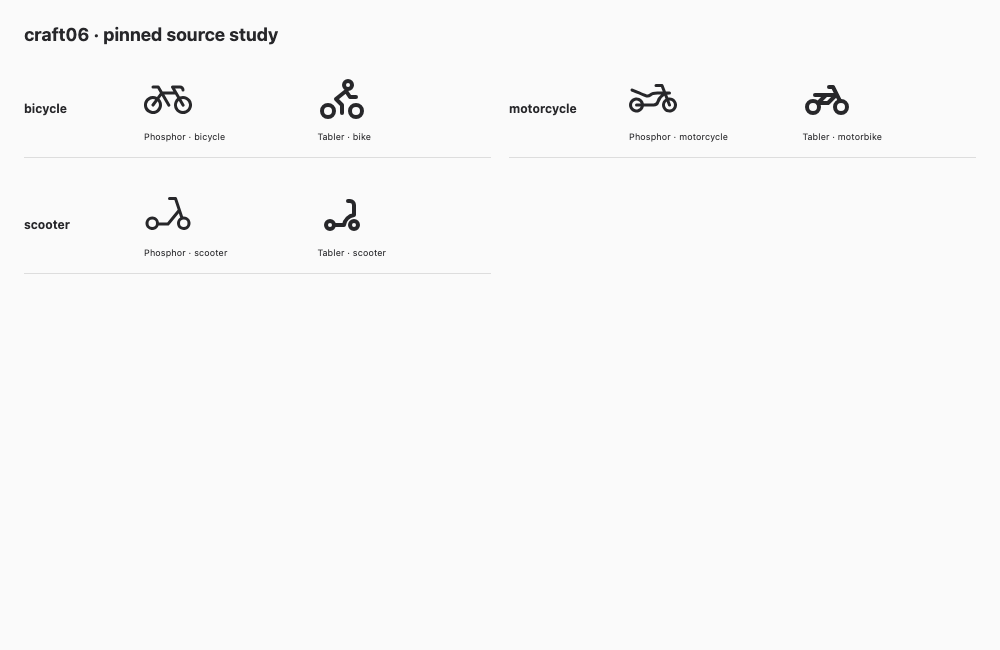 craft06 · pinned source study
bicycle
Phosphor · bicycle
Tabler · bike
motorcycle
Phosphor · motorcycle
Tabler · motorbike
scooter
Phosphor · scooter
Tabler · scooter